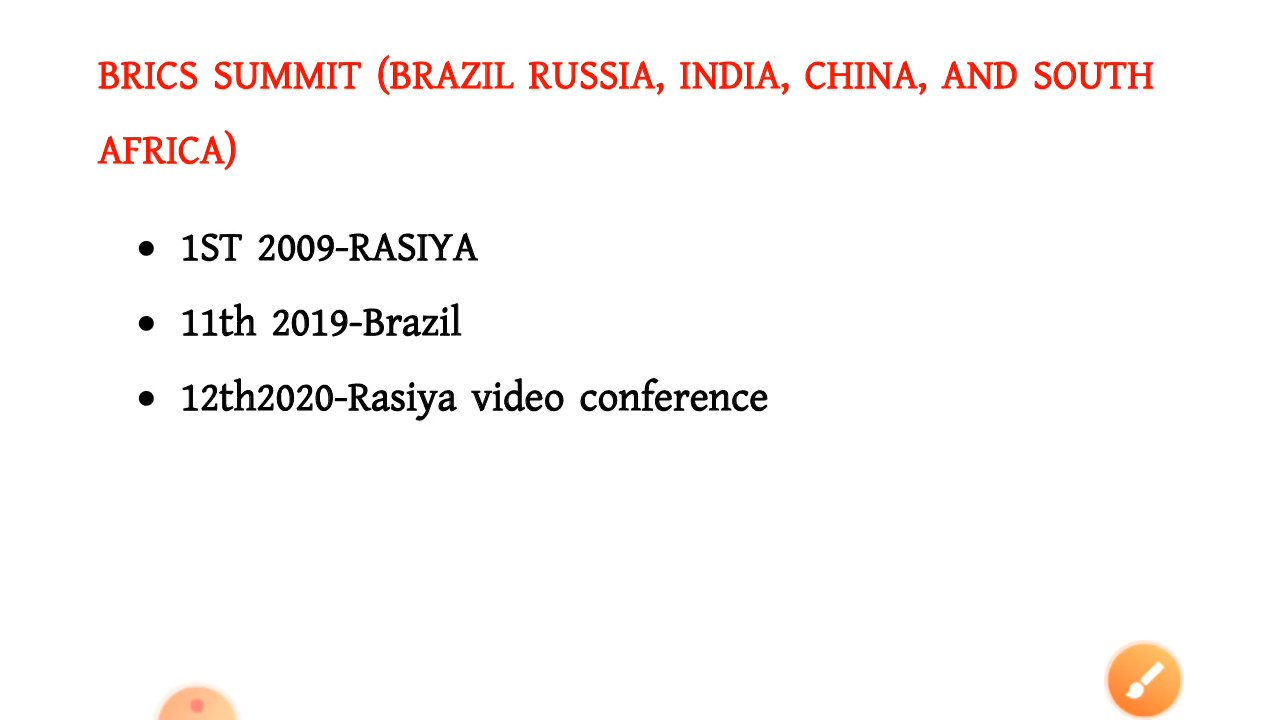 BRICS SUMMIT (BRAZIL RUSSIA, INDIA, CHINA, AND SOUTH
AFRICA)
• 1ST 2009-RASIYA
• 11th 2019-Brazil
• 12th2020-Rasiya video conference